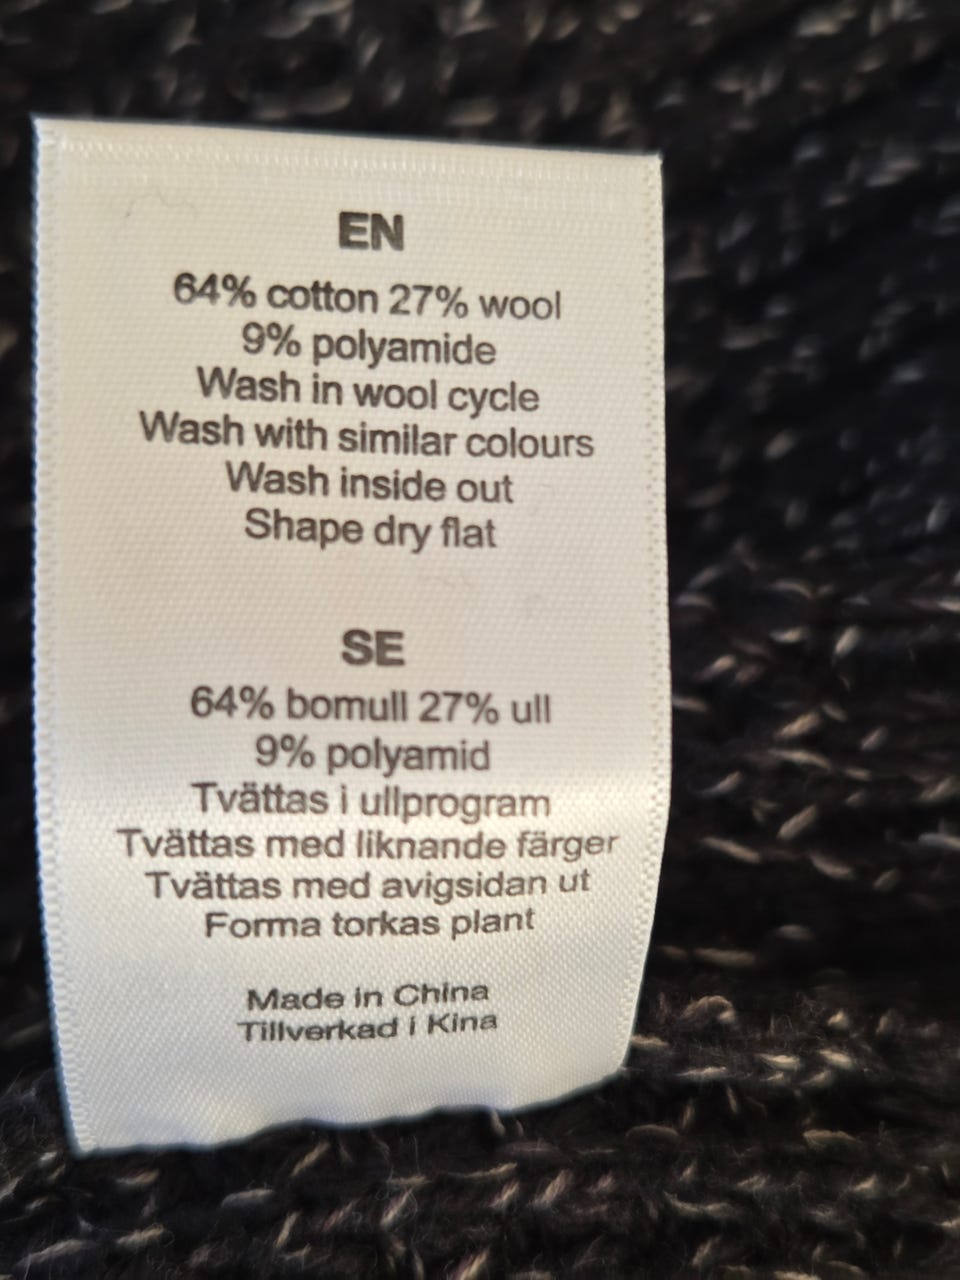 EN
64% cotton 27% wool
9% polyamide
Wash in wool cycle
Wash with similar colours
Wash inside out
Shape dry flat
SE
64% bomull 27% ull
9% polyamid
Tvättas i ullprogram
Tvättas med liknande färger
Tvättas med avigsidan ut
Forma torkas plant
Made in China
Tillverkad i Kina